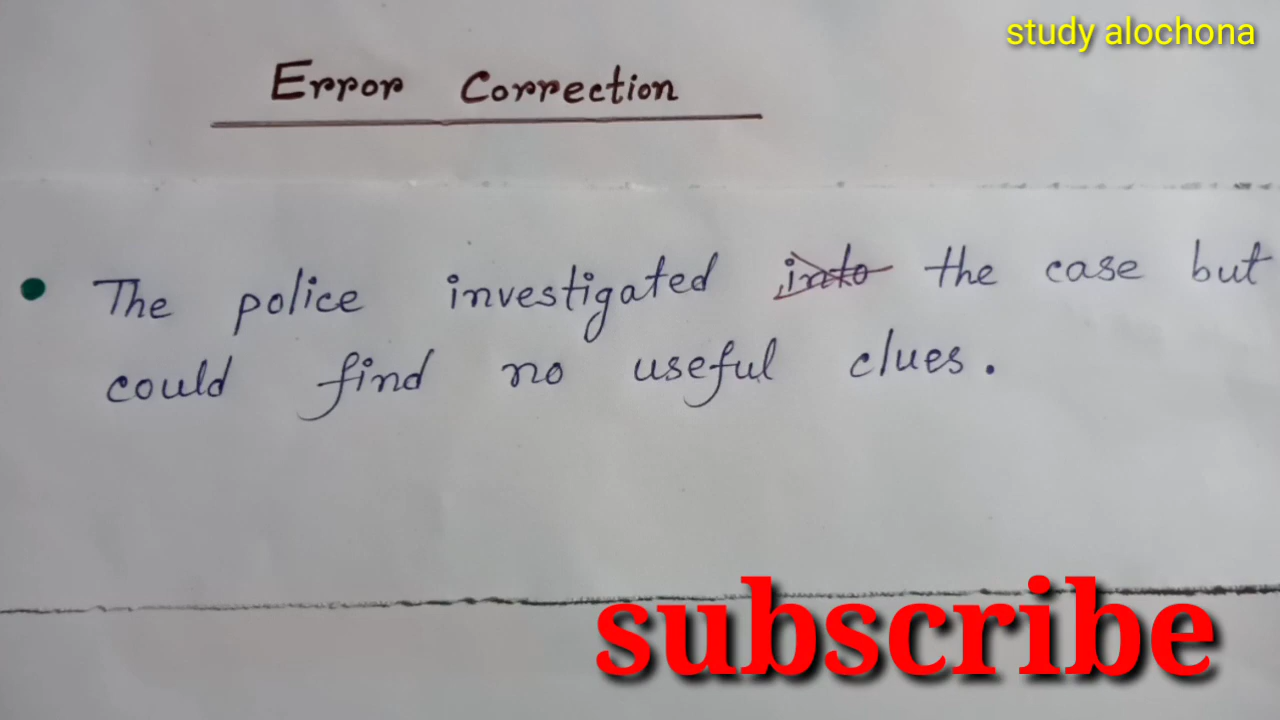 study alochona
Error Correction
The police investigated into the case but
could find no useful clues.
subscribe